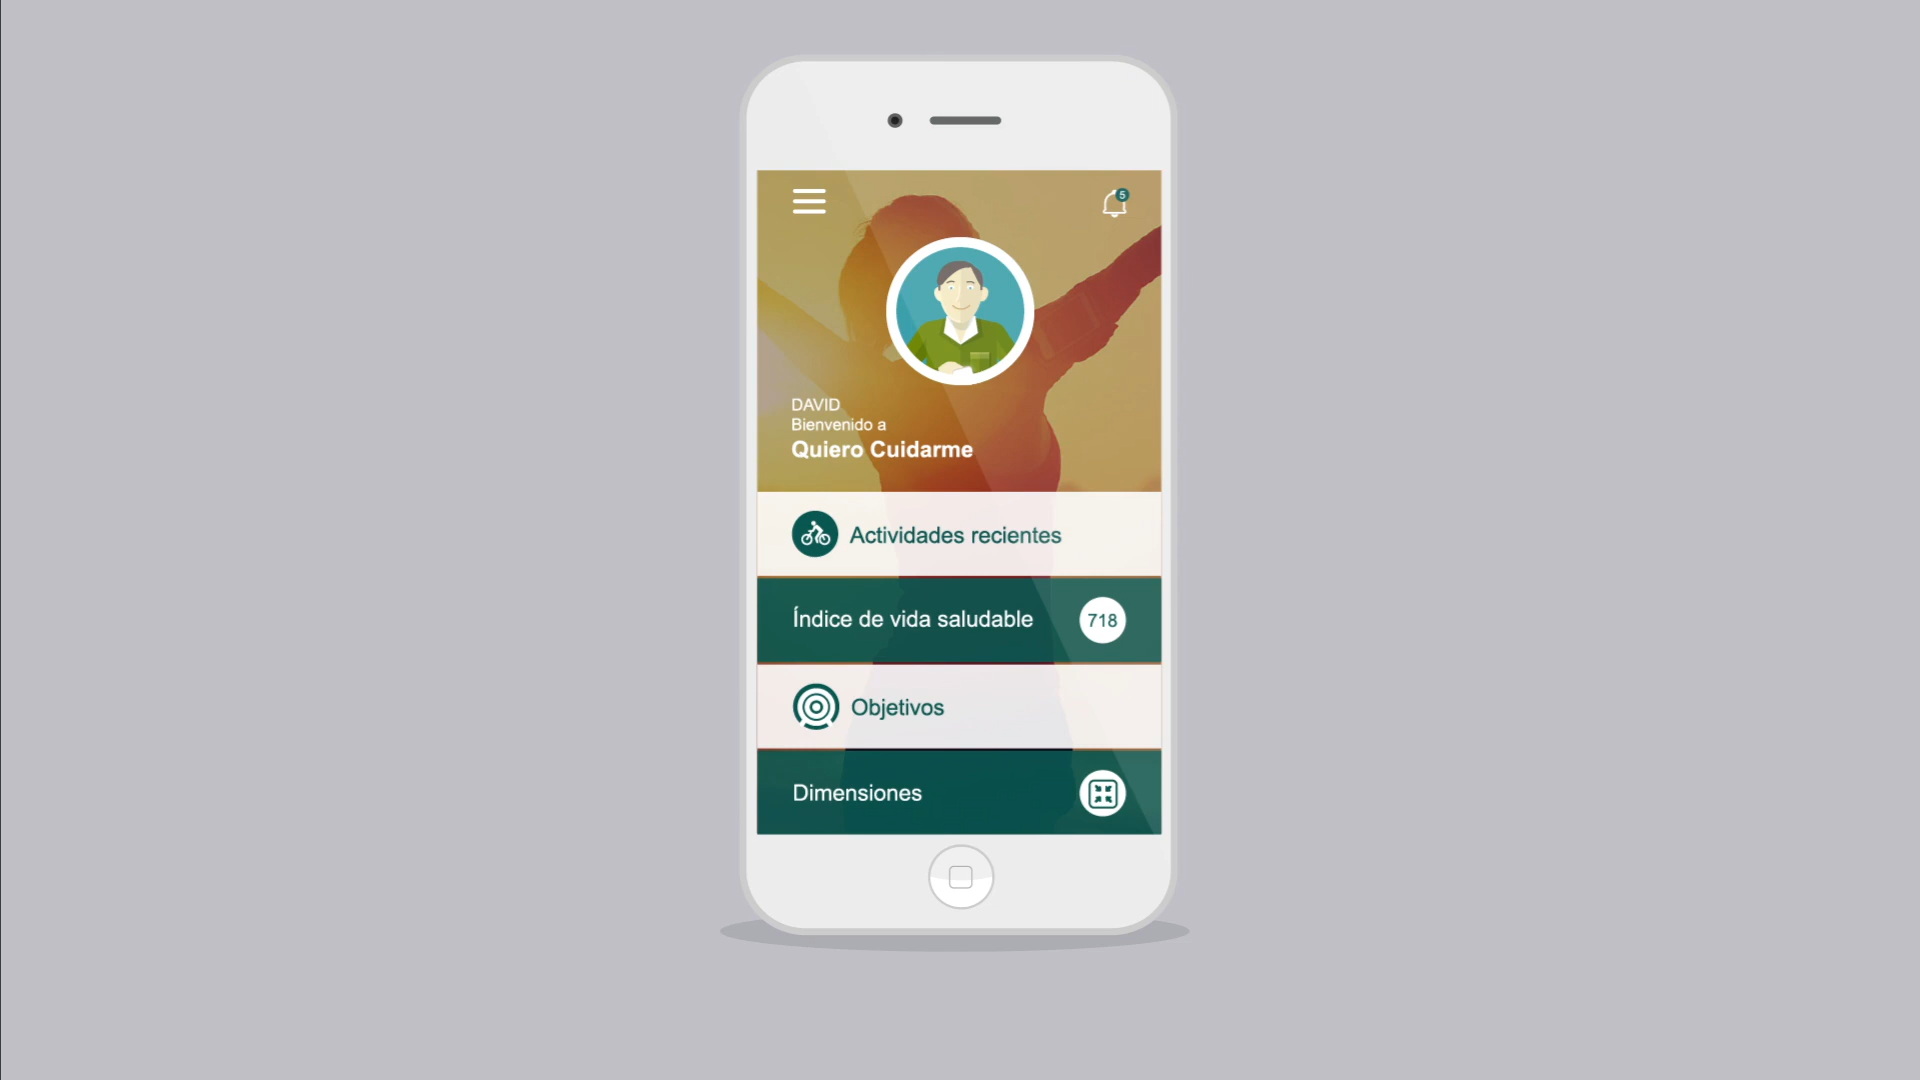 5
DAVID
Bienvenido a
Quiero Cuidarme
Actividades recientes
Índice de vida saludable
718
Objetivos
Dimensiones